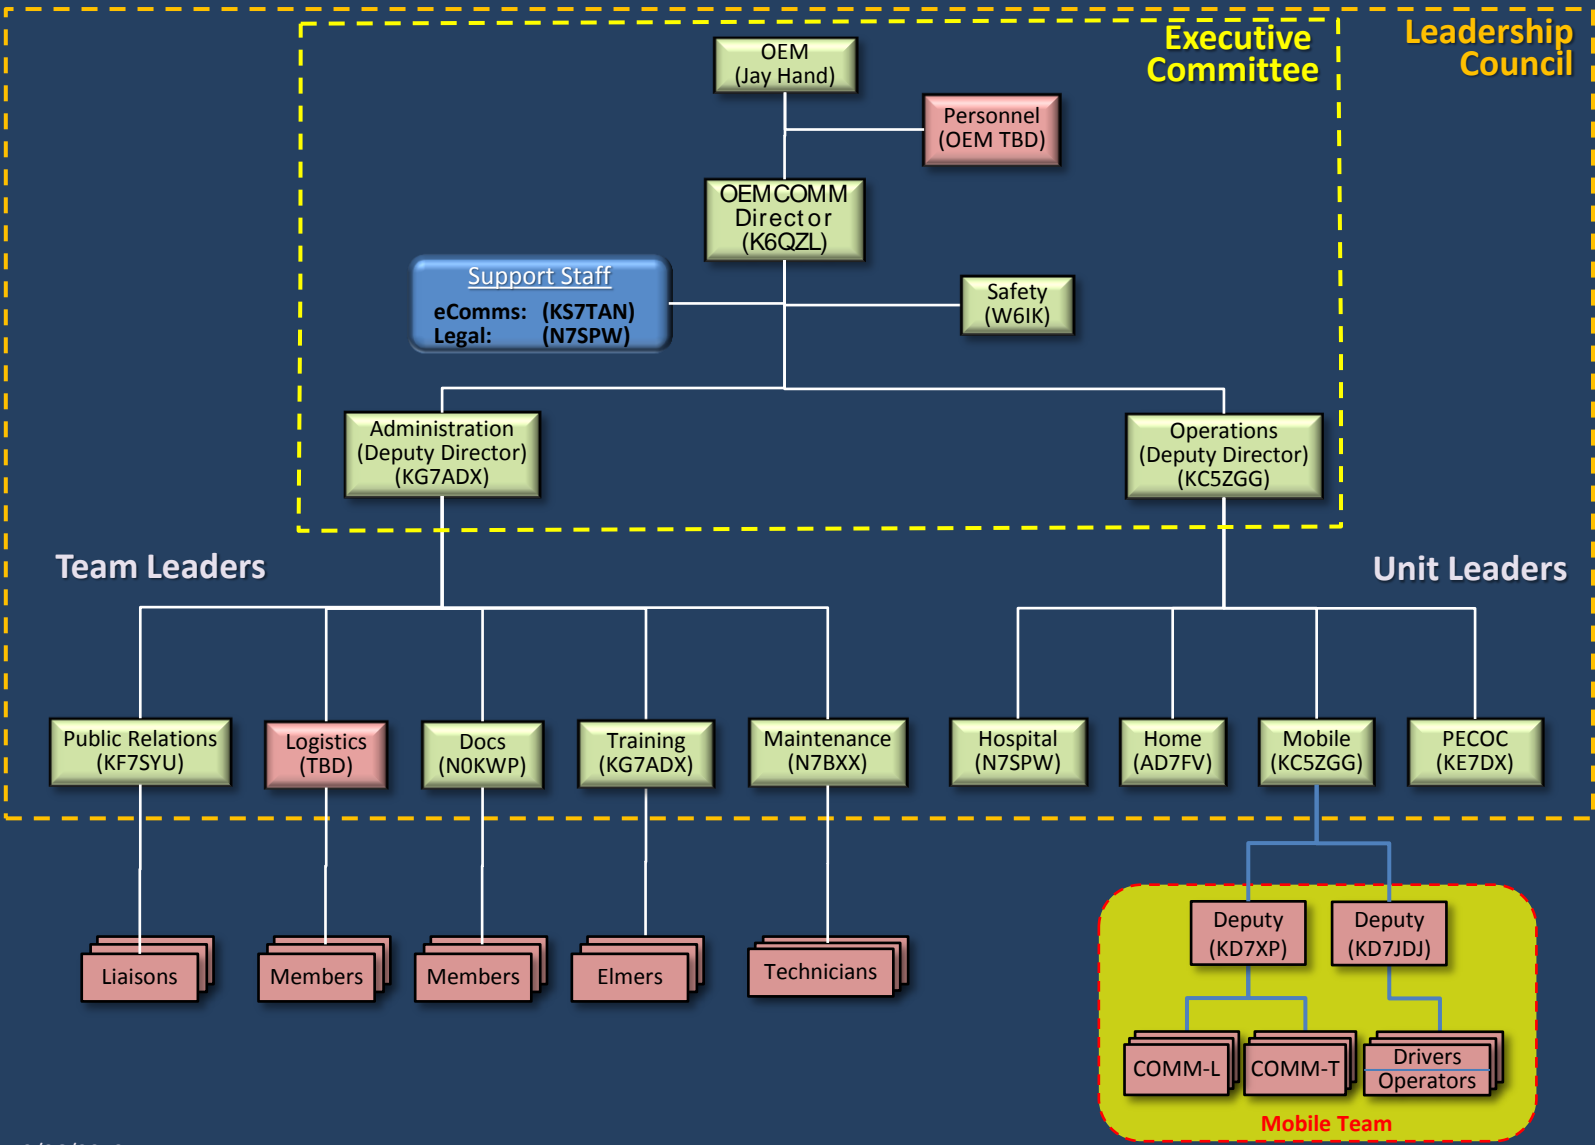 Executive
Committee
Leadership
Council
OEM
(Jay Hand)
Personnel
(OEM TBD)
OEMCOMM
Director
(K6QZL)
Support Staff
eComms: (KS7TAN)
Legal: (N7SPW)
Safety
(W6IK)
Administration
(Deputy Director)
(KG7ADX)
Operations
(Deputy Director)
(KC5ZGG)
Team Leaders
Unit Leaders
Public Relations
(KF7SYU)
Logistics
(TBD)
Docs
(N0KWP)
Training
(KG7ADX)
Maintenance
(N7BXX)
Hospital
(N7SPW)
Home
(AD7FV)
Mobile
(KC5ZGG)
PECOC
(KE7DX)
Liaisons
Members
Members
Elmers
Technicians
Deputy
(KD7XP)
Deputy
(KD7JDJ)
COMM-L
COMM-T
Drivers
Operators
Mobile Team